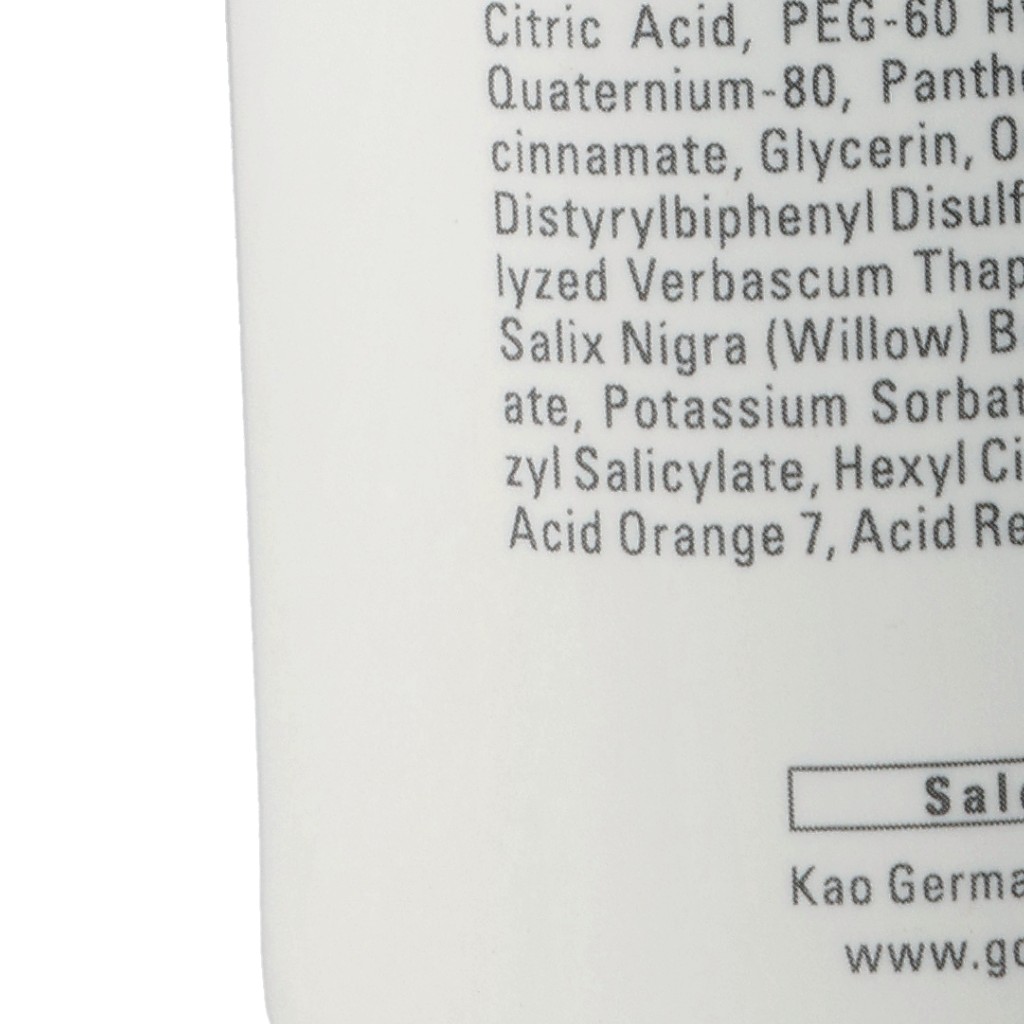 Citric Acid, PEG-60 H
Quaternium-80, Panth
cinnamate, Glycerin, O
Distyrylbiphenyl Disulf
lyzed Verbascum Thap
Salix Nigra (Willow) B
ate, Potassium Sorbat
zyl Salicylate, Hexyl Ci
Acid Orange 7, Acid Re
Sal
Kao Germa
www.go